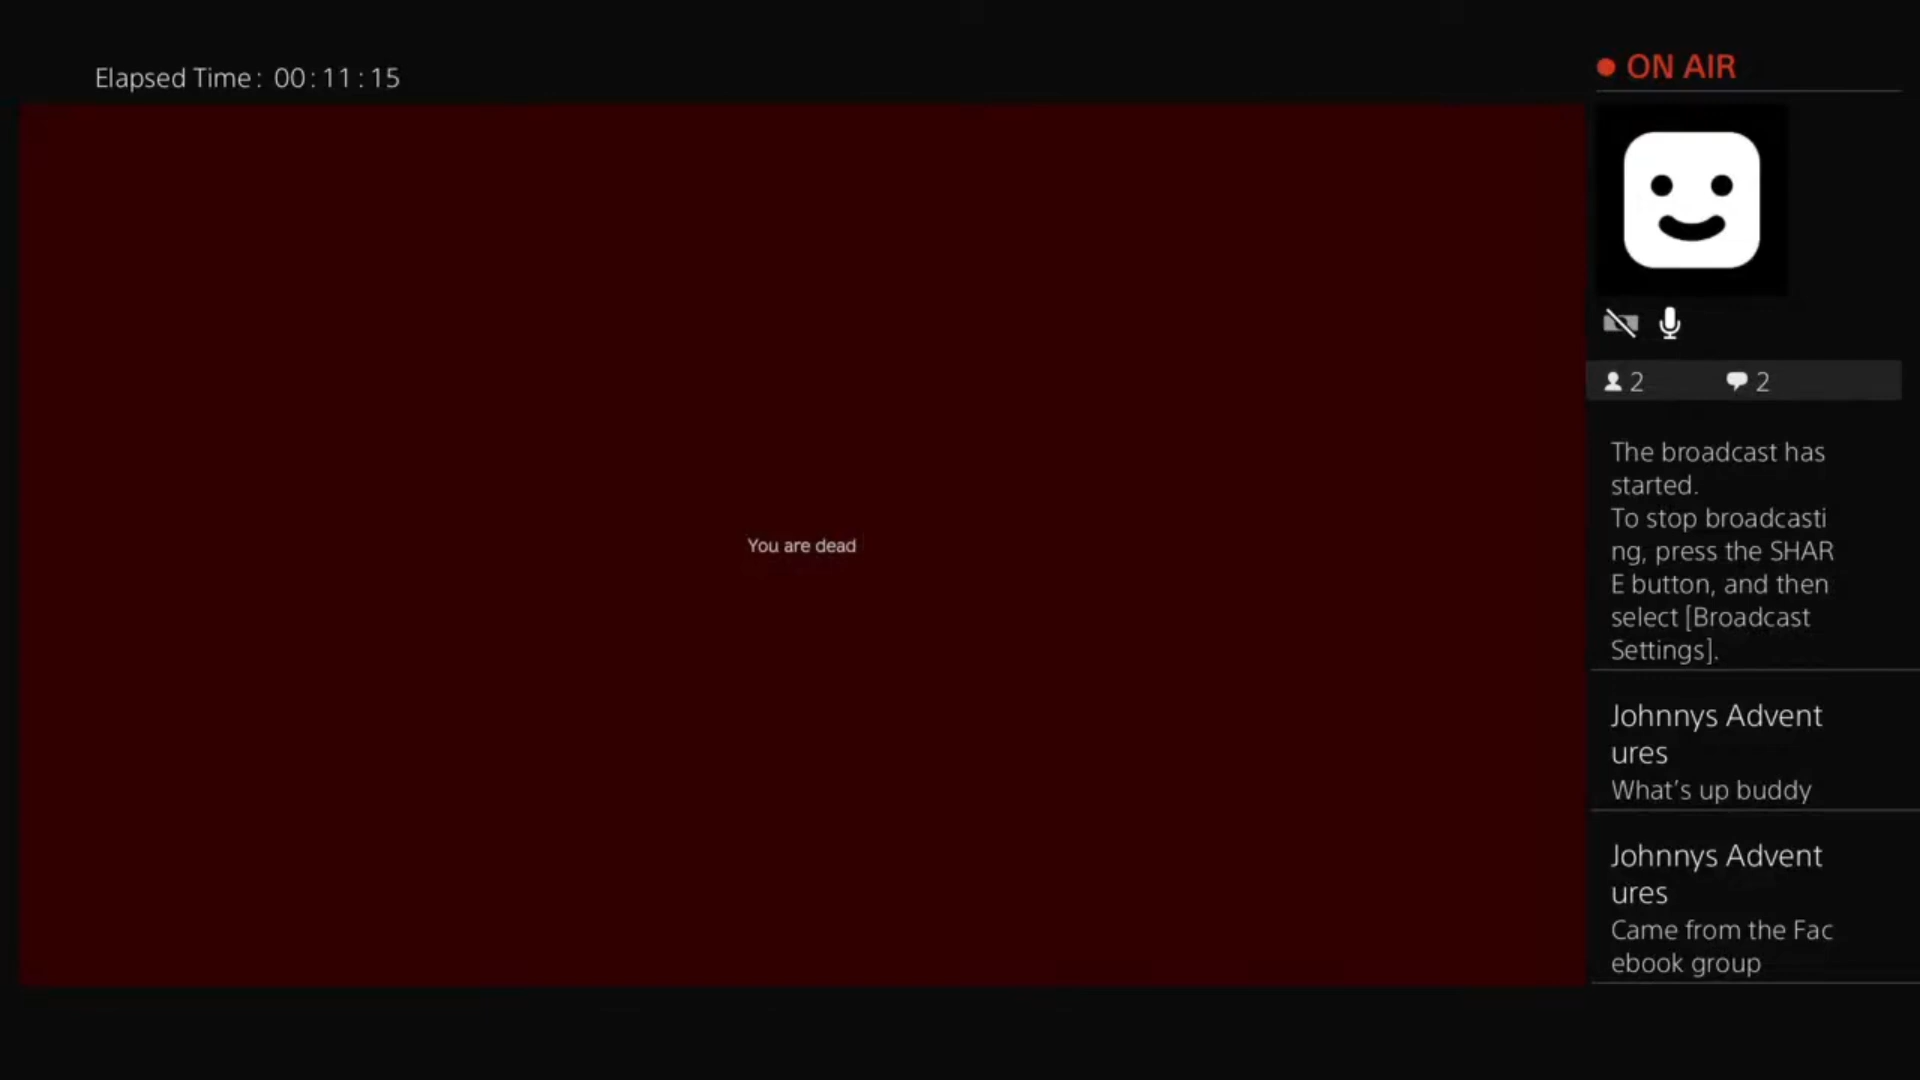 Elapsed Time: 00:11:15
ON AIR
2 2
The broadcast has
started.
To stop broadcasti
ng, press the SHAR
E button, and then
select [Broadcast
Settings].
You are dead
Johnnys Advent
ures
What's up buddy
Johnnys Advent
ures
Came from the Fac
ebook group